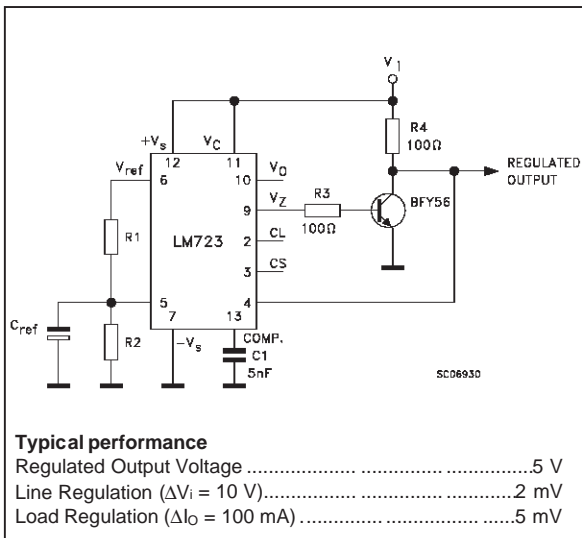 V1
R4
100Ω
REGULATED
OUTPUT
+Vs
VC
12
11
Vref
6
10
VO
R3
BFY56
9
VZ
100Ω
R1
LM723
2
CL
3
CS
5
4
Cref
R2
7
13
-Vs
COMP.
C1
5nF
SC06930
Typical performance
Regulated Output Voltage ................... ................... ...............5 V
Line Regulation (ΔVi = 10 V)................... ................... ............2 mV
Load Regulation (ΔIO = 100 mA) ................... ................... ......5 mV